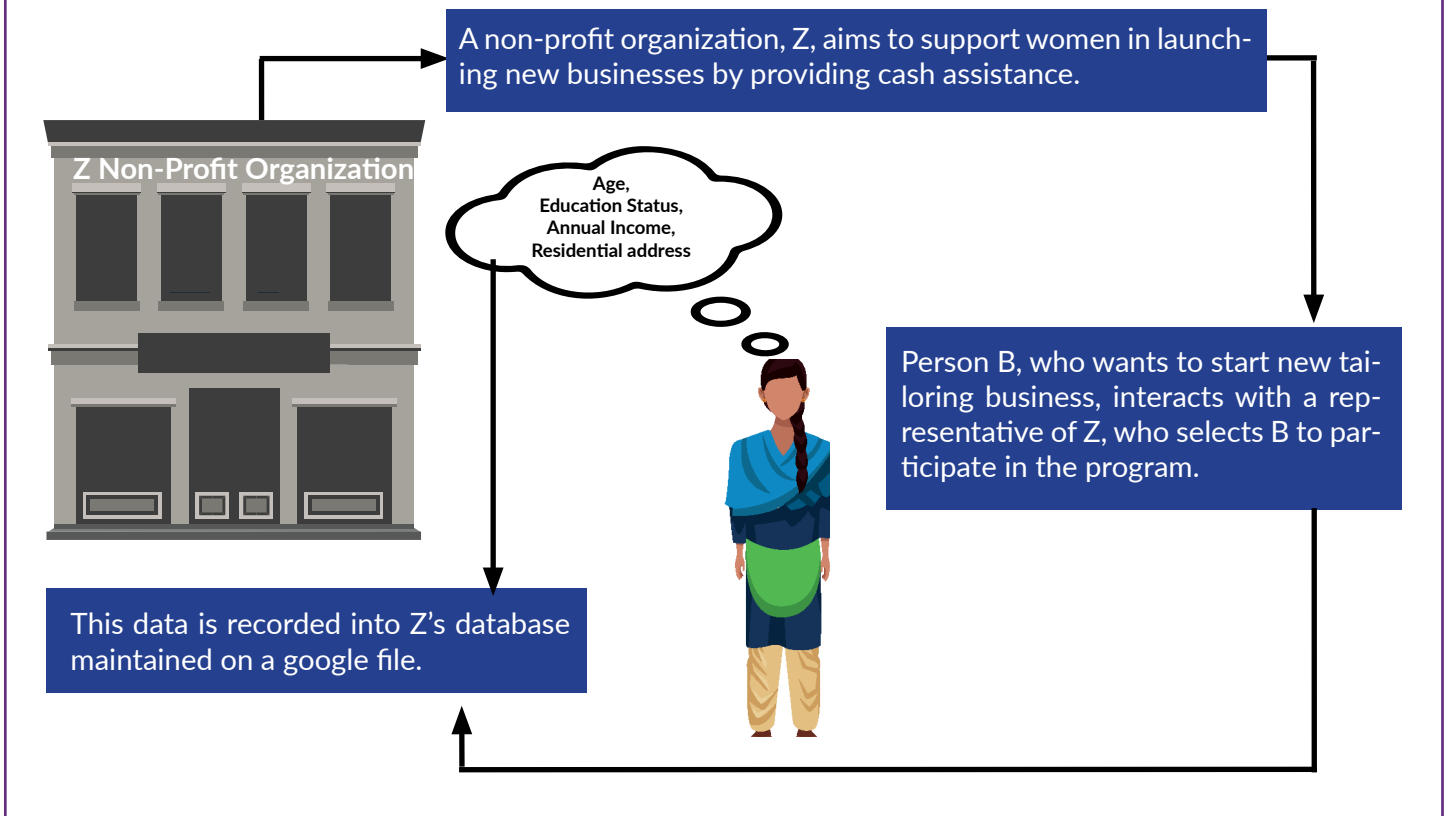 A non-profit organization, Z, aims to support women in launch-
ing new businesses by providing cash assistance.
Z Non-Profit Organization
Age,
Education Status,
Annual Income,
Residential address
Person B, who wants to start new tai-
loring business, interacts with a rep-
resentative of Z, who selects B to par-
ticipate in the program.
This data is recorded into Z’s database
maintained on a google file.